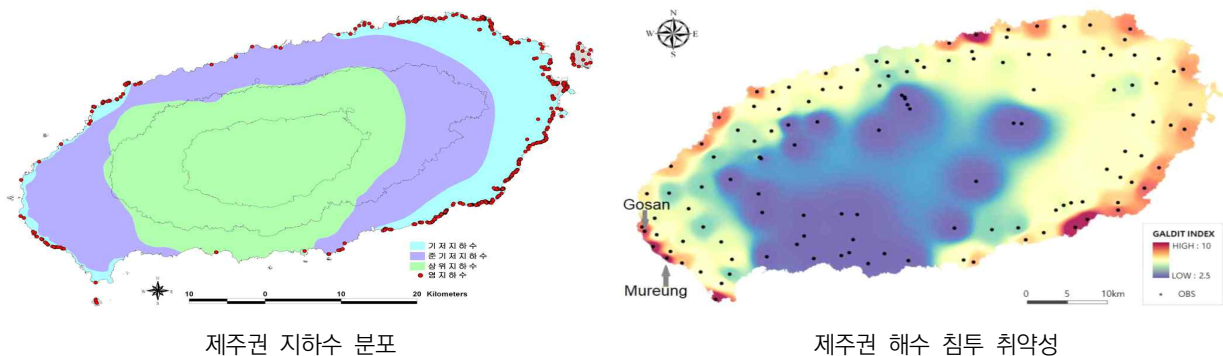 기저지하수
준기저지하수
상위지하수
염지하수
N
W
E
S
10
0
10
20
Kilometers
제주권 지하수 분포
N
W
E
S
Gosan
Mureung
GALDIT INDEX
HIGH : 10
LOW : 2.5
OBS
0
5
10km
제주권 해수 침투 취약성